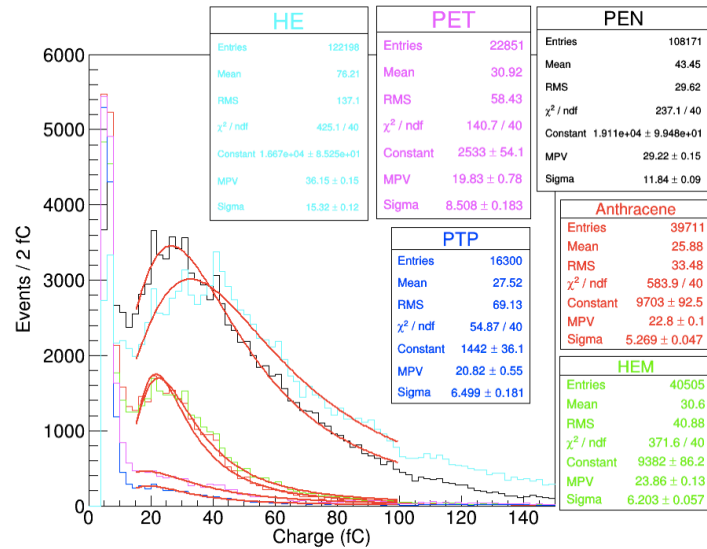 HE
Entries 122198
Mean 76.21
RMS 137.1
χ² / ndf 425.1 / 40
Constant 1.667e+04 ± 8.525e+01
MPV 36.15 ± 0.15
Sigma 15.32 ± 0.12
PET
Entries 22851
Mean 30.92
RMS 58.43
χ² / ndf 140.7 / 40
Constant 2533 ± 54.1
MPV 19.83 ± 0.78
Sigma 8.508 ± 0.183
PEN
Entries 108171
Mean 43.45
RMS 29.62
χ² / ndf 237.1 / 40
Constant 1.911e+04 ± 9.948e+01
MPV 29.22 ± 0.15
Sigma 11.84 ± 0.09
PTP
Entries 16300
Mean 27.52
RMS 69.13
χ² / ndf 54.87 / 40
Constant 1442 ± 36.1
MPV 20.82 ± 0.55
Sigma 6.499 ± 0.181
Anthracene
Entries 39711
Mean 25.88
RMS 33.48
χ² / ndf 583.9 / 40
Constant 9703 ± 92.5
MPV 22.8 ± 0.1
Sigma 5.269 ± 0.047
HEM
Entries 40505
Mean 30.6
RMS 40.88
χ² / ndf 371.6 / 40
Constant 9382 ± 86.2
MPV 23.86 ± 0.13
Sigma 6.203 ± 0.057
Events / 2 fC
6000
5000
4000
3000
2000
1000
0
0 20 40 60 80 100 120 140
Charge (fC)